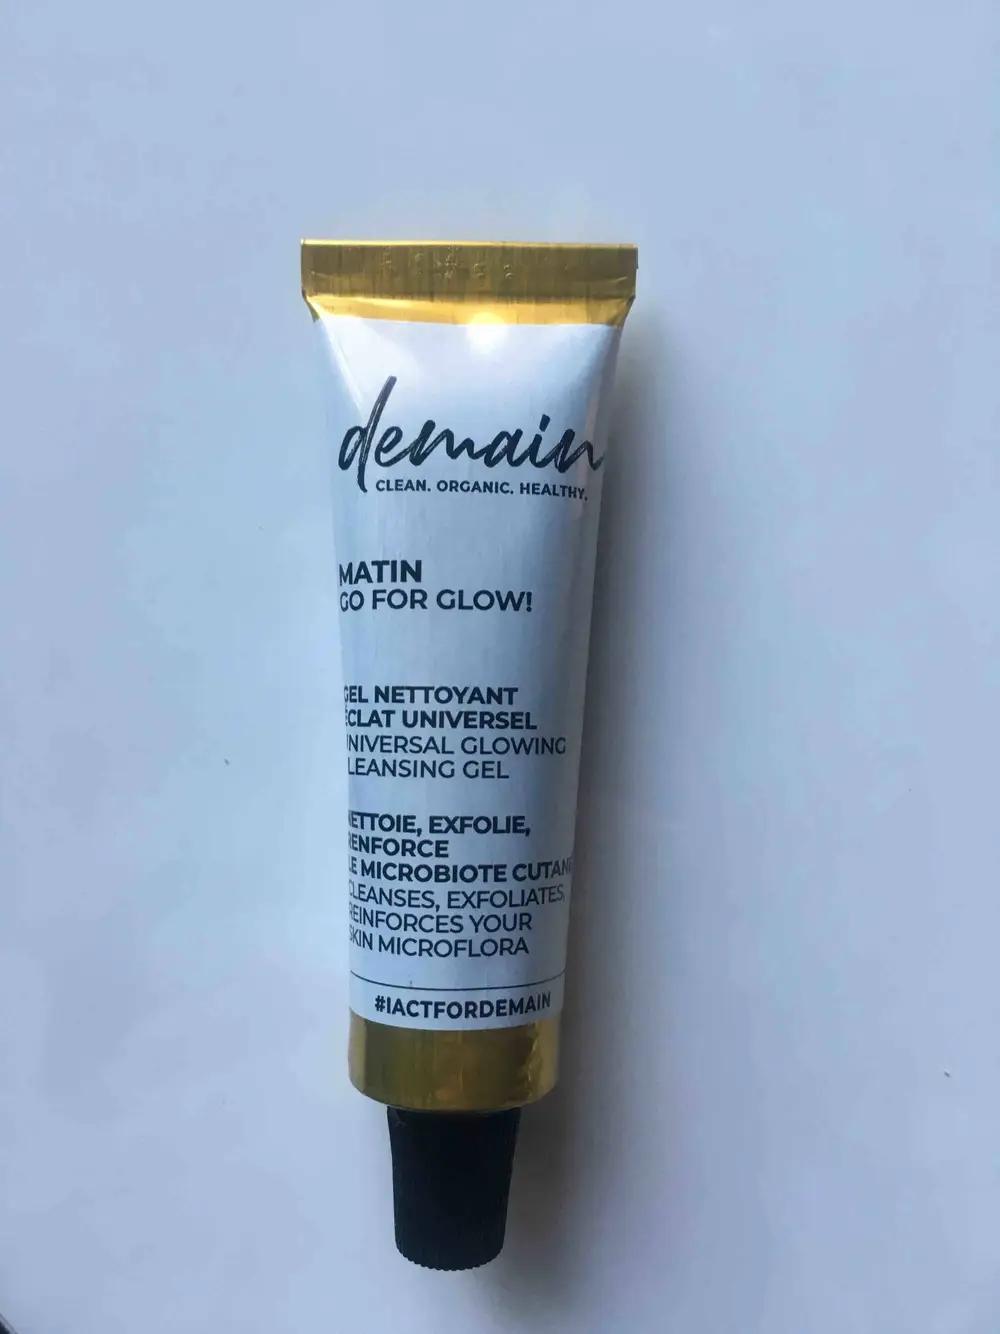 demain
CLEAN. ORGANIC. HEALTHY.
MATIN
GO FOR GLOW!
GEL NETTOYANT
ÉCLAT UNIVERSEL
UNIVERSAL GLOWING
CLEANSING GEL
NETTOIE, EXFOLIE,
RENFORCE
LE MICROBIOTE CUTANÉ
CLEANSES, EXFOLIATES,
REINFORCES YOUR
SKIN MICROFLORA
#IACTFORDEMAIN